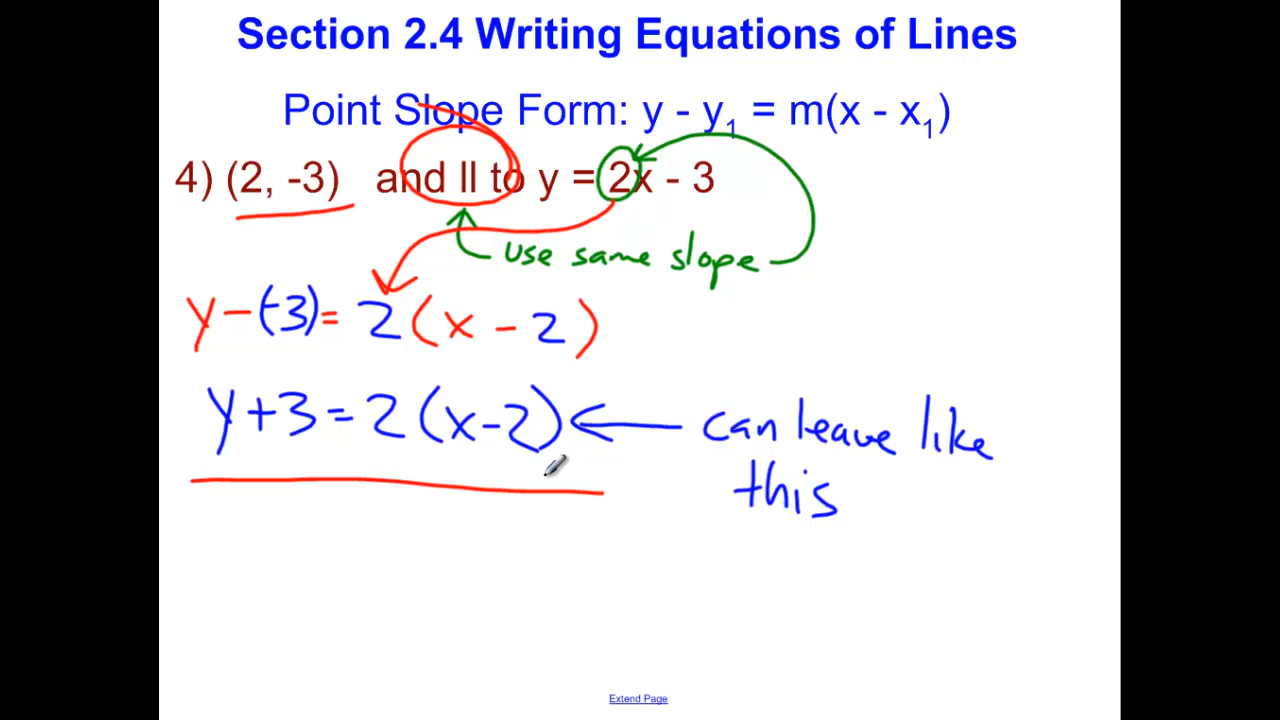 Section 2.4 Writing Equations of Lines
Point Slope Form: y - y₁ = m(x - x₁)
4) (2, -3) and ll to y = 2x - 3
use same slope
y-(-3)= 2(x-2)
y+3=2(x-2) can leave like
this
Extend Page